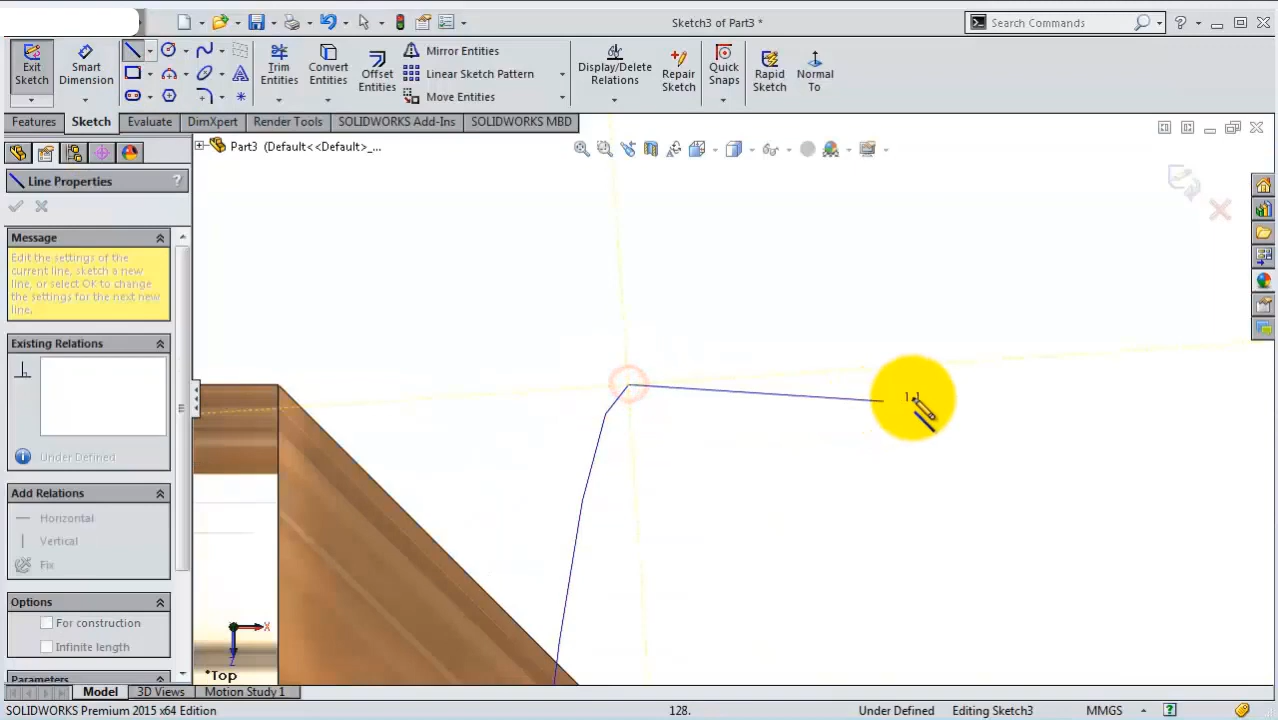 Sketch3 of Part3 *
Search Commands
Exit Sketch
Smart Dimension
Trim Entities
Convert Entities
Offset Entities
Mirror Entities
Linear Sketch Pattern
Move Entities
Display/Delete Relations
Repair Sketch
Quick Snaps
Rapid Sketch
Normal To
Features
Sketch
Evaluate
DimXpert
Render Tools
SOLIDWORKS Add-Ins
SOLIDWORKS MBD
Part3 (Default<<Default>_...
Line Properties
?
Message
Edit the settings of the
current line, sketch a new
line, or select OK to change
the settings for the next new
line.
Existing Relations
Under Defined
Add Relations
Horizontal
Vertical
Fix
Options
For construction
Infinite length
Parameters
X
Z
*Top
Model
3D Views
Motion Study 1
SOLIDWORKS Premium 2015 x64 Edition
128.
Under Defined
Editing Sketch3
MMGS